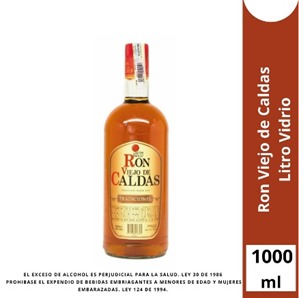 RON
VIEJO DE
CALDAS
TRADICIONAL
Ron Viejo de Caldas
Litro Vidrio
1000
ml
EL EXCESO DE ALCOHOL ES PERJUDICIAL PARA LA SALUD. LEY 30 DE 1986
PROHIBASE EL EXPENDIO DE BEBIDAS EMBRIAGANTES A MENORES DE EDAD Y MUJERES
EMBARAZADAS. LEY 124 DE 1994.